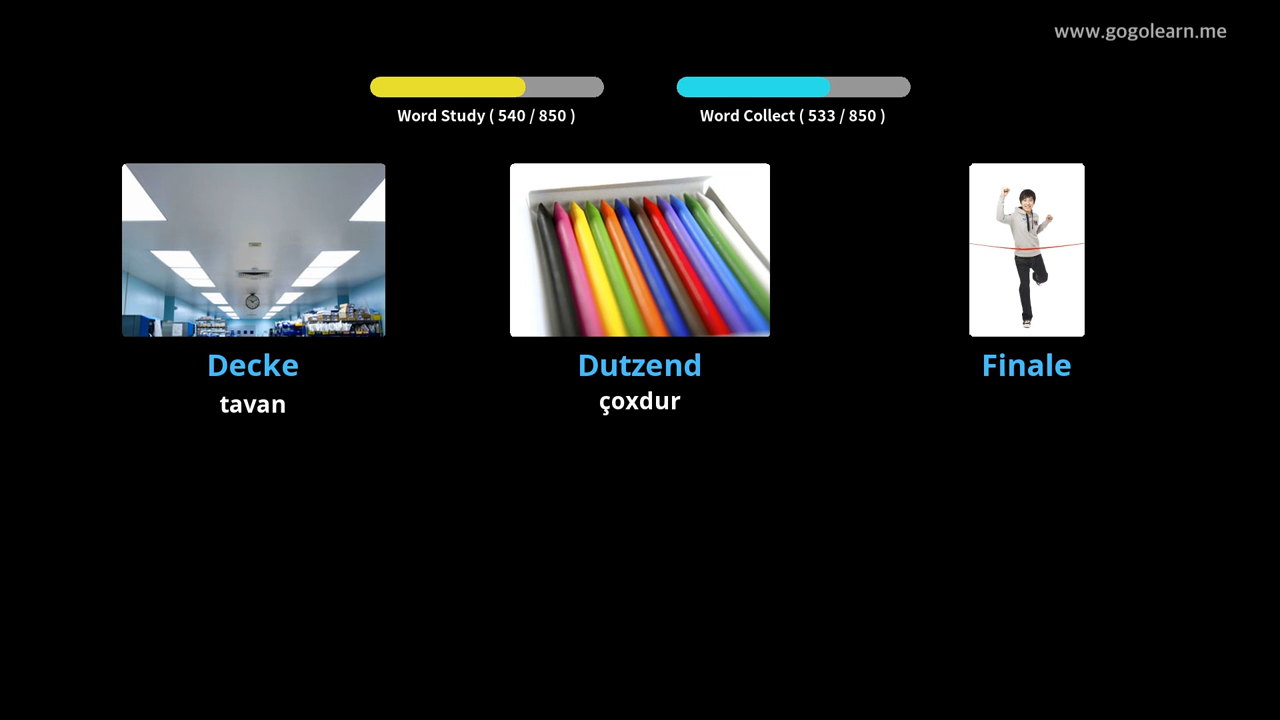 www.gogolearn.me
Word Study ( 540 / 850 )
Word Collect ( 533 / 850 )
Decke
tavan
Dutzend
çoxdur
Finale